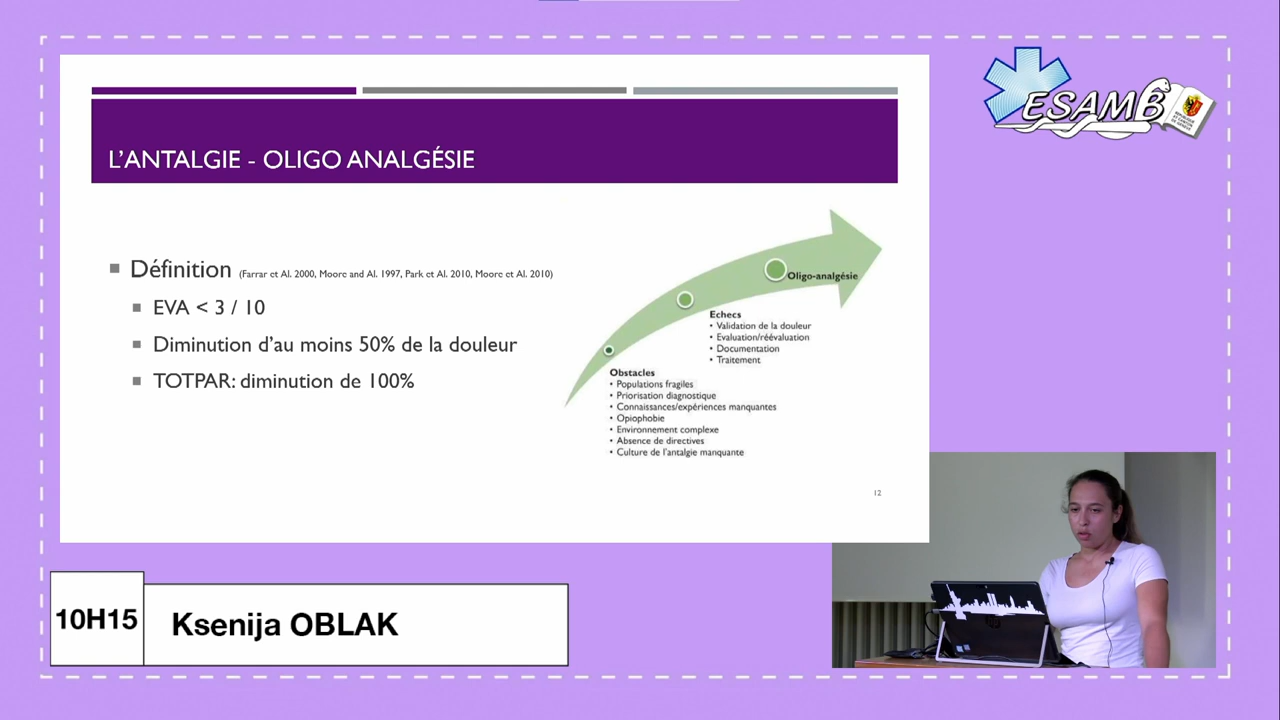 ESAMB
L'ANTALGIE - OLIGO ANALGÉSIE
Définition (Farrar et Al. 2000, Moore and Al. 1997, Park et Al. 2010, Moore et Al. 2010)
EVA < 3 / 10
Diminution d'au moins 50% de la douleur
TOTPAR: diminution de 100%
Oligo-analgésie
Echecs
• Validation de la douleur
• Evaluation/réévaluation
• Documentation
• Traitement
Obstacles
• Populations fragiles
• Priorisation diagnostique
• Connaissances/expériences manquantes
• Opiophobie
• Environnement complexe
• Absence de directives
• Culture de l'antalgie manquante
12
10H15
Ksenija OBLAK